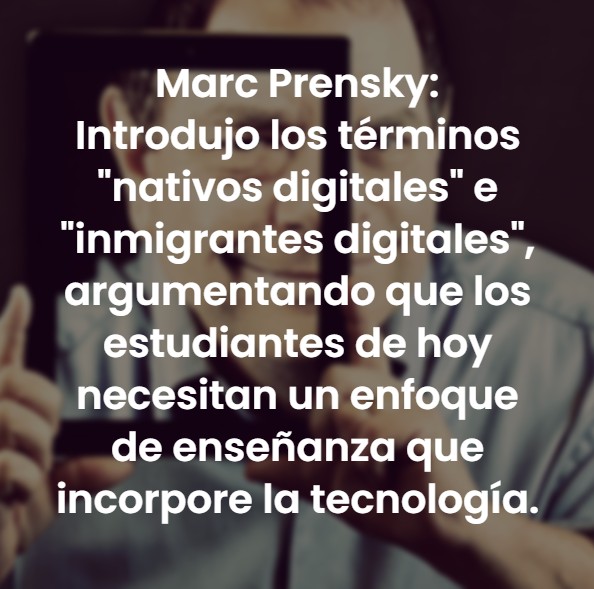 Marc Prensky:
Introdujo los términos
"nativos digitales" e
"inmigrantes digitales",
argumentando que los
estudiantes de hoy
necesitan un enfoque
de enseñanza que
incorpore la tecnología.